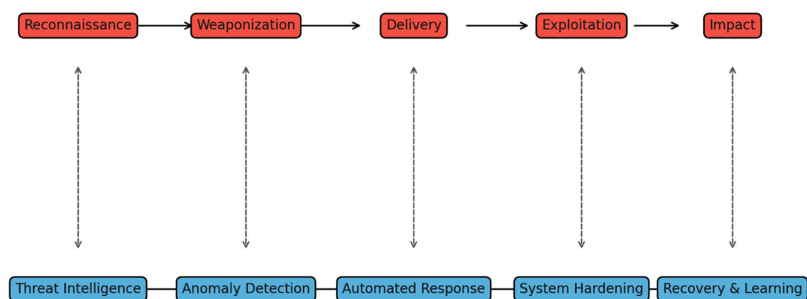 Reconnaissance
Weaponization
Delivery
Exploitation
Impact
Threat Intelligence
Anomaly Detection
Automated Response
System Hardening
Recovery & Learning